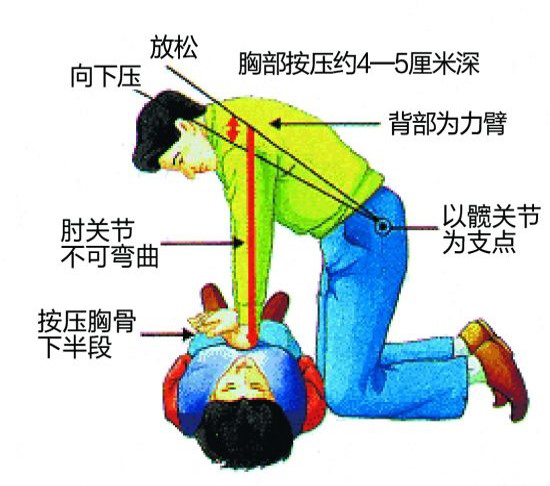 放松
向下压
胸部按压约4—5厘米深
背部为力臂
以髋关节
为支点
肘关节
不可弯曲
按压胸骨
下半段